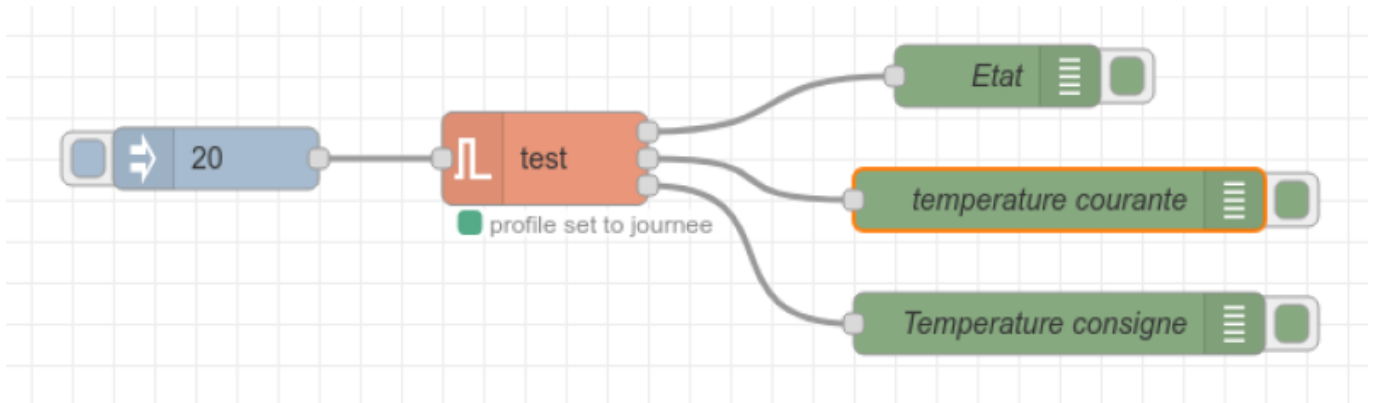 Etat
20
test
temperature courante
profile set to journee
Temperature consigne